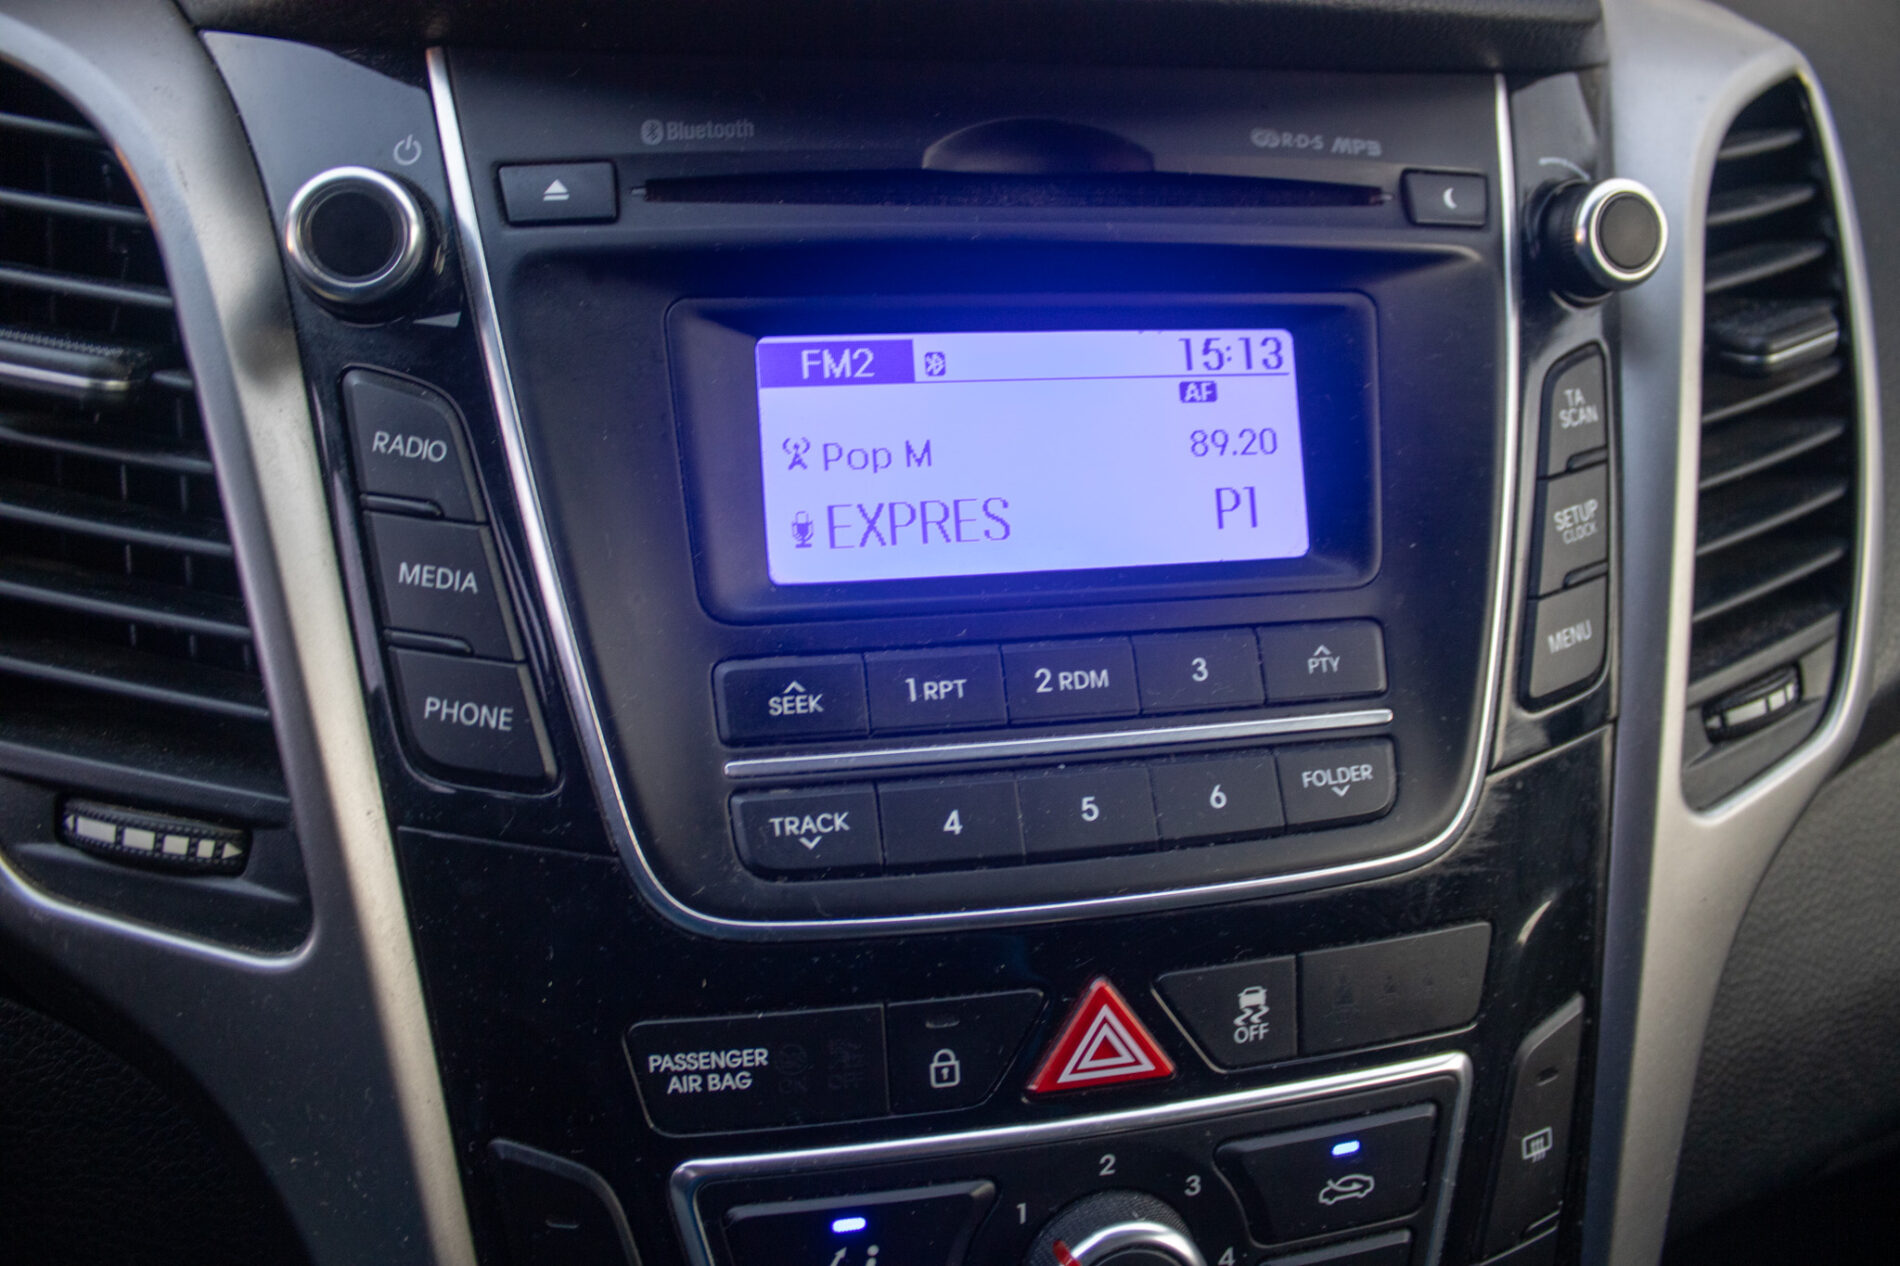 Bluetooth
R·D·S MP3
FM2 15:13
AF
Pop M 89.20
EXPRES P1
RADIO
MEDIA
PHONE
TA
SCAN
SETUP
CLOCK
MENU
SEEK 1 RPT 2 RDM 3 PTY
TRACK 4 5 6 FOLDER
PASSENGER
AIR BAG
OFF
1 2 3 4